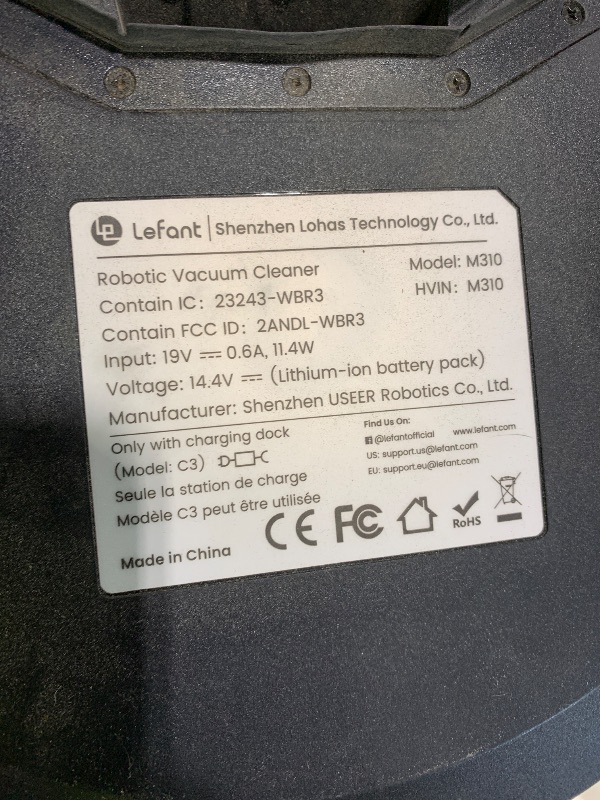 Lefant | Shenzhen Lohas Technology Co., Ltd.
Robotic Vacuum Cleaner
Model: M310
Contain IC: 23243-WBR3
HVIN: M310
Contain FCC ID: 2ANDL-WBR3
Input: 19V ⎓ 0.6A, 11.4W
Voltage: 14.4V ⎓ (Lithium-ion battery pack)
Manufacturer: Shenzhen USEER Robotics Co., Ltd.
Only with charging dock
(Model: C3)
Seule la station de charge
Modèle C3 peut être utilisée
Find Us On:
@lefantofficial www.lefant.com
US: support.us@lefant.com
EU: support.eu@lefant.com
CE FC RoHS
Made in China